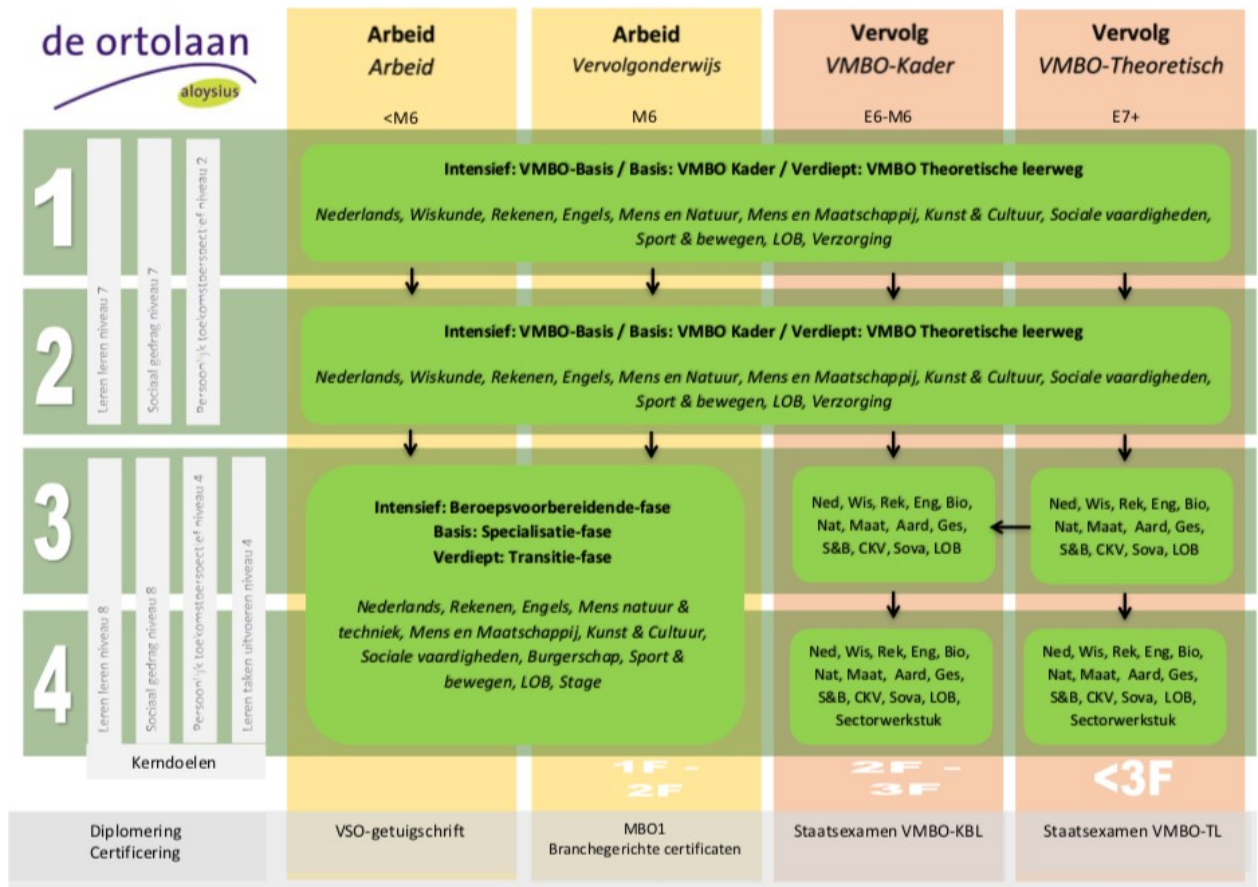 de ortolaan
aloysius
Arbeid
Arbeid
<M6
Arbeid
Vervolgonderwijs
M6
Vervolg
VMBO-Kader
E6-M6
Vervolg
VMBO-Theoretisch
E7+
1
Leren leren niveau 7
Sociaal gedrag niveau 7
Persoonlijk toekomstperspectief niveau 2
Intensief: VMBO-Basis / Basis: VMBO Kader / Verdiept: VMBO Theoretische leerweg
Nederlands, Wiskunde, Rekenen, Engels, Mens en Natuur, Mens en Maatschappij, Kunst & Cultuur, Sociale vaardigheden,
Sport & bewegen, LOB, Verzorging
2
Intensief: VMBO-Basis / Basis: VMBO Kader / Verdiept: VMBO Theoretische leerweg
Nederlands, Wiskunde, Rekenen, Engels, Mens en Natuur, Mens en Maatschappij, Kunst & Cultuur, Sociale vaardigheden,
Sport & bewegen, LOB, Verzorging
3
4
Leren leren niveau 8
Sociaal gedrag niveau 8
Persoonlijk toekomstperspectief niveau 4
Leren taken uitvoeren niveau 4
Kerndoelen
Intensief: Beroepsvoorbereidende-fase
Basis: Specialisatie-fase
Verdiept: Transitie-fase
Nederlands, Rekenen, Engels, Mens natuur &
techniek, Mens en Maatschappij, Kunst & Cultuur,
Sociale vaardigheden, Burgerschap, Sport &
bewegen, LOB, Stage
Ned, Wis, Rek, Eng, Bio,
Nat, Maat, Aard, Ges,
S&B, CKV, Sova, LOB
Ned, Wis, Rek, Eng, Bio,
Nat, Maat, Aard, Ges,
S&B, CKV, Sova, LOB
Ned, Wis, Rek, Eng, Bio,
Nat, Maat, Aard, Ges,
S&B, CKV, Sova, LOB,
Sectorwerkstuk
Ned, Wis, Rek, Eng, Bio,
Nat, Maat, Aard, Ges,
S&B, CKV, Sova, LOB,
Sectorwerkstuk
1F -
2F
2F -
3F
<3F
Diplomering
Certificering
VSO-getuigschrift
MBO1
Branchegerichte certificaten
Staatsexamen VMBO-KBL
Staatsexamen VMBO-TL